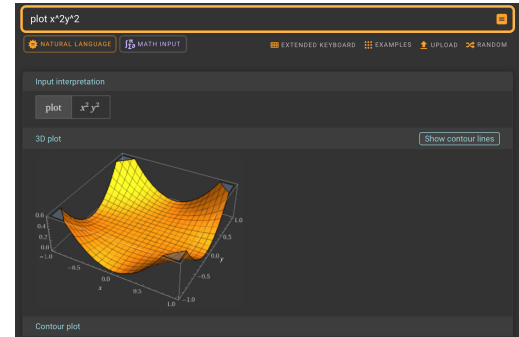 plot x^2y^2
NATURAL LANGUAGE
MATH INPUT
EXTENDED KEYBOARD
EXAMPLES
UPLOAD
RANDOM
Input interpretation
plot x² y²
3D plot
Show contour lines
0.6
0.4
0.2
0.0
-1.0
-0.5
0.0
x
0.5
1.0
-1.0
-0.5
0.0
y
0.5
1.0
Contour plot